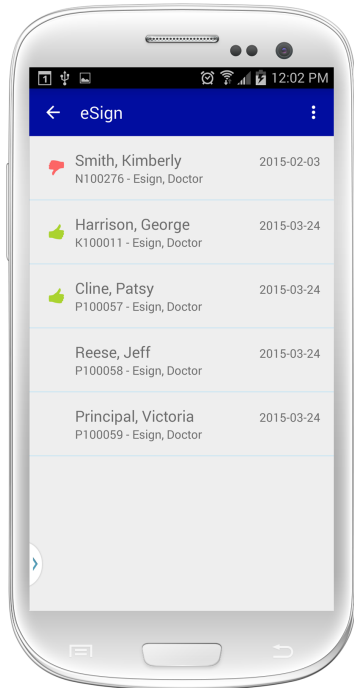 1
12:02 PM
eSign
Smith, Kimberly 2015-02-03
N100276 - Esign, Doctor
Harrison, George 2015-03-24
K100011 - Esign, Doctor
Cline, Patsy 2015-03-24
P100057 - Esign, Doctor
Reese, Jeff 2015-03-24
P100058 - Esign, Doctor
Principal, Victoria 2015-03-24
P100059 - Esign, Doctor